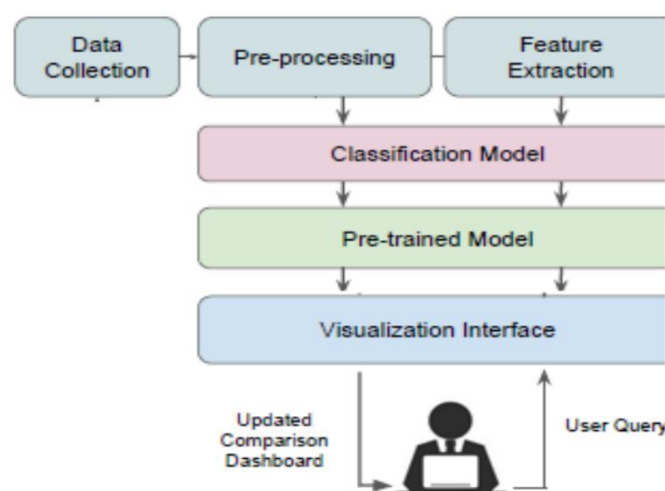 Data
Collection
Pre-processing
Feature
Extraction
Classification Model
Pre-trained Model
Visualization Interface
Updated
Comparison
Dashboard
User Query